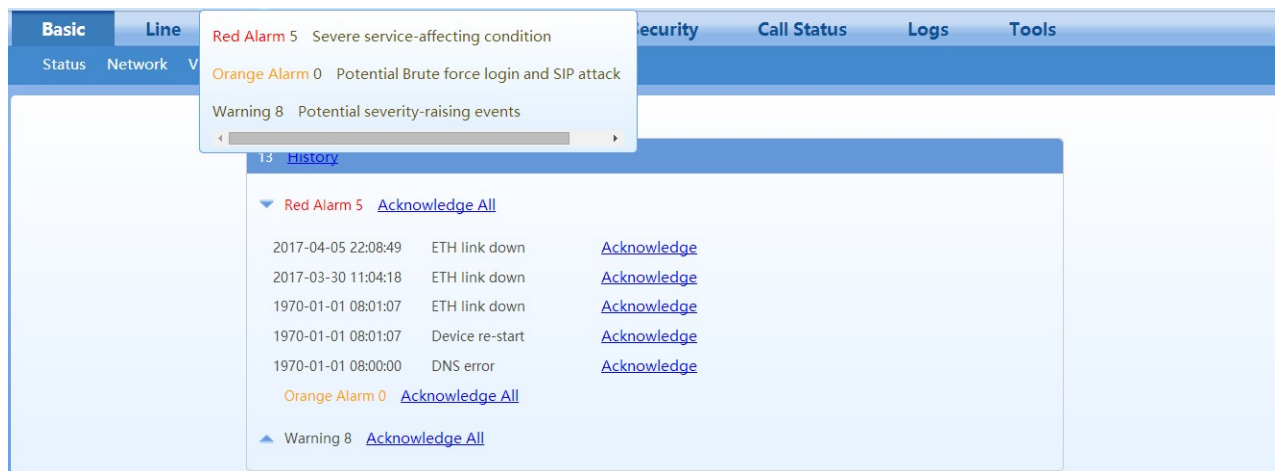 Basic Line ecurity Call Status Logs Tools
Status Network V
Red Alarm 5 Severe service-affecting condition
Orange Alarm 0 Potential Brute force login and SIP attack
Warning 8 Potential severity-raising events
13 History
Red Alarm 5 Acknowledge All
2017-04-05 22:08:49 ETH link down Acknowledge
2017-03-30 11:04:18 ETH link down Acknowledge
1970-01-01 08:01:07 ETH link down Acknowledge
1970-01-01 08:01:07 Device re-start Acknowledge
1970-01-01 08:00:00 DNS error Acknowledge
Orange Alarm 0 Acknowledge All
Warning 8 Acknowledge All